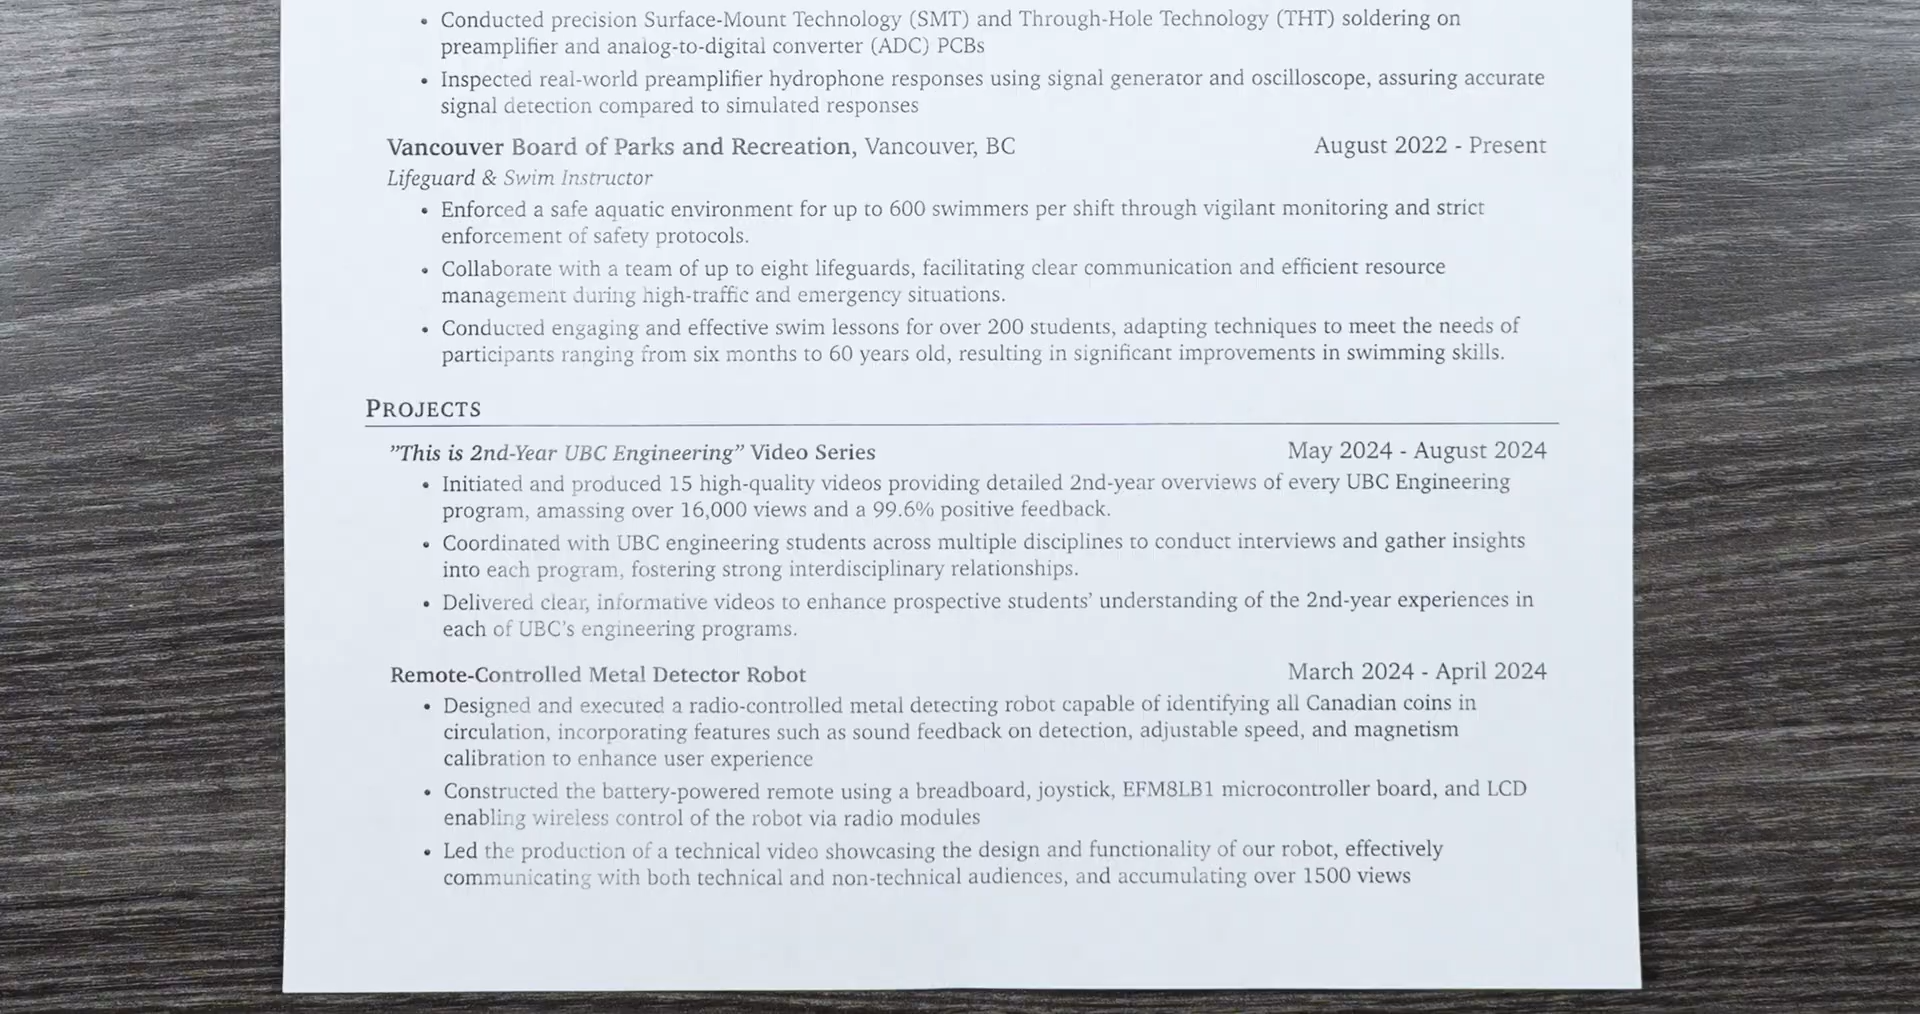 • Conducted precision Surface-Mount Technology (SMT) and Through-Hole Technology (THT) soldering on
preamplifier and analog-to-digital converter (ADC) PCBs
• Inspected real-world preamplifier hydrophone responses using signal generator and oscilloscope, assuring accurate
signal detection compared to simulated responses
Vancouver Board of Parks and Recreation, Vancouver, BC August 2022 - Present
Lifeguard & Swim Instructor
• Enforced a safe aquatic environment for up to 600 swimmers per shift through vigilant monitoring and strict
enforcement of safety protocols.
• Collaborate with a team of up to eight lifeguards, facilitating clear communication and efficient resource
management during high-traffic and emergency situations.
• Conducted engaging and effective swim lessons for over 200 students, adapting techniques to meet the needs of
participants ranging from six months to 60 years old, resulting in significant improvements in swimming skills.
PROJECTS
”This is 2nd-Year UBC Engineering” Video Series May 2024 - August 2024
• Initiated and produced 15 high-quality videos providing detailed 2nd-year overviews of every UBC Engineering
program, amassing over 16,000 views and a 99.6% positive feedback.
• Coordinated with UBC engineering students across multiple disciplines to conduct interviews and gather insights
into each program, fostering strong interdisciplinary relationships.
• Delivered clear, informative videos to enhance prospective students’ understanding of the 2nd-year experiences in
each of UBC’s engineering programs.
Remote-Controlled Metal Detector Robot March 2024 - April 2024
• Designed and executed a radio-controlled metal detecting robot capable of identifying all Canadian coins in
circulation, incorporating features such as sound feedback on detection, adjustable speed, and magnetism
calibration to enhance user experience
• Constructed the battery-powered remote using a breadboard, joystick, EFM8LB1 microcontroller board, and LCD
enabling wireless control of the robot via radio modules
• Led the production of a technical video showcasing the design and functionality of our robot, effectively
communicating with both technical and non-technical audiences, and accumulating over 1500 views